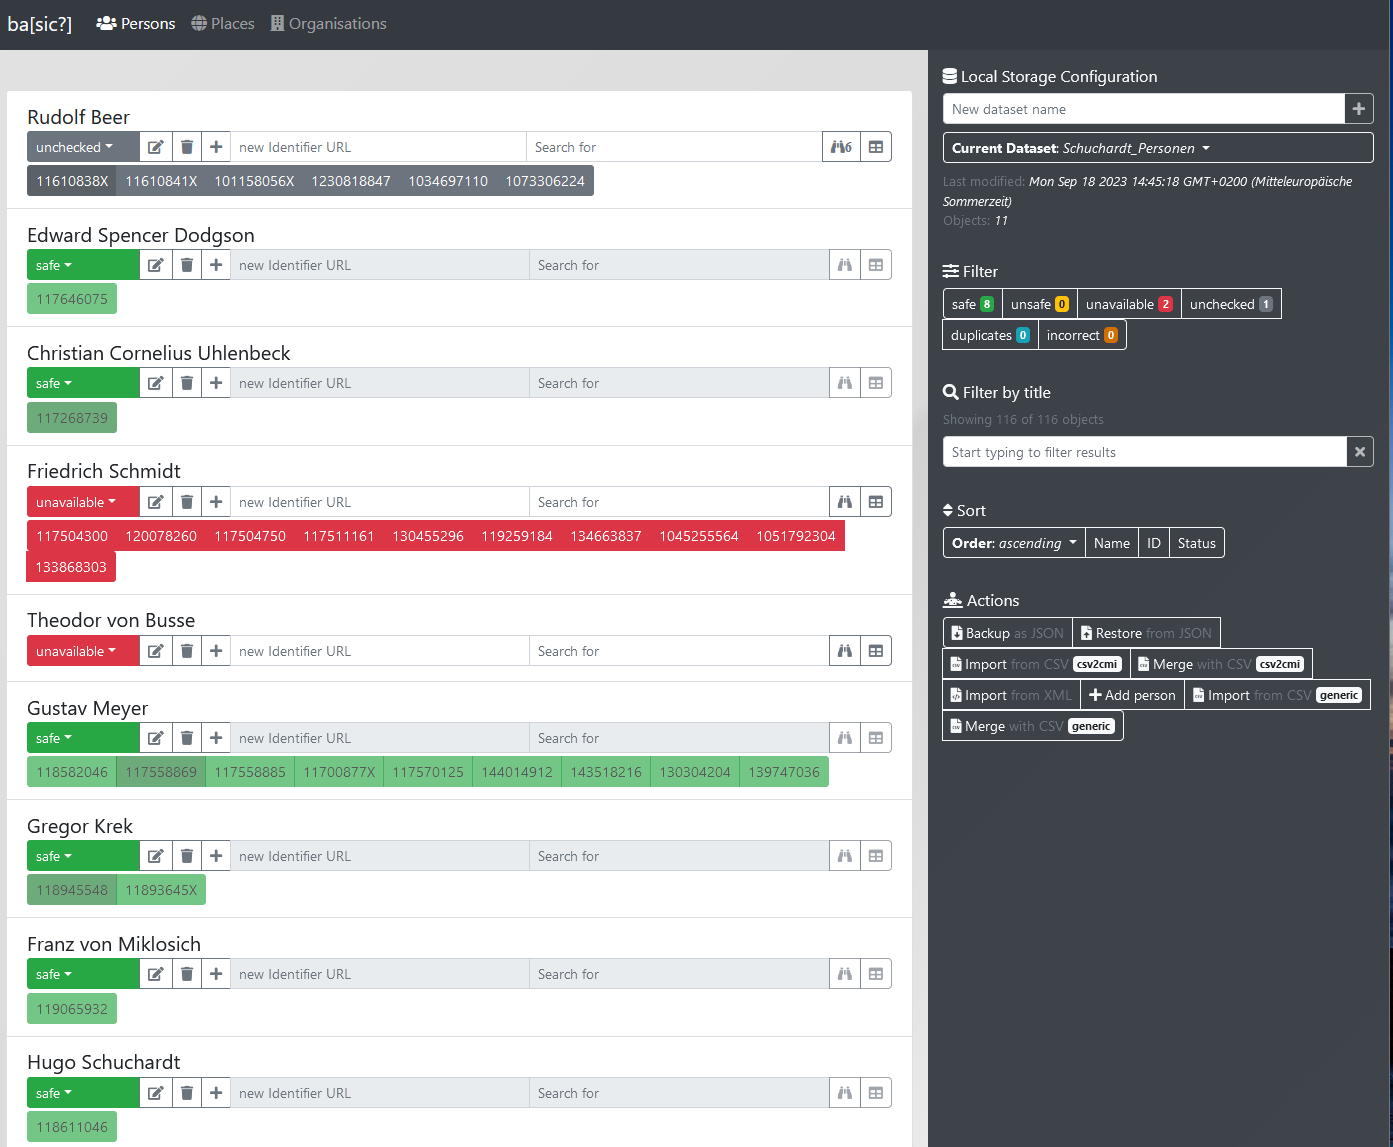 ba[sic?] Persons Places Organisations
Rudolf Beer
unchecked new Identifier URL Search for 6
11610838X 11610841X 101158056X 1230818847 1034697110 1073306224
Edward Spencer Dodgson
safe new Identifier URL Search for
117646075
Christian Cornelius Uhlenbeck
safe new Identifier URL Search for
117268739
Friedrich Schmidt
unavailable new Identifier URL Search for
117504300 120078260 117504750 117511161 130455296 119259184 134663837 1045255564 1051792304
133868303
Theodor von Busse
unavailable new Identifier URL Search for
Gustav Meyer
safe new Identifier URL Search for
118582046 117558869 117558885 11700877X 117570125 144014912 143518216 130304204 139747036
Gregor Krek
safe new Identifier URL Search for
118945548 11893645X
Franz von Miklosich
safe new Identifier URL Search for
119065932
Hugo Schuchardt
safe new Identifier URL Search for
118611046
Local Storage Configuration
New dataset name
Current Dataset: Schuchardt_Personen
Last modified: Mon Sep 18 2023 14:45:18 GMT+0200 (Mitteleuropäische
Sommerzeit)
Objects: 11
Filter
safe 8 unsafe 0 unavailable 2 unchecked 1
duplicates 0 incorrect 0
Filter by title
Showing 116 of 116 objects
Start typing to filter results
Sort
Order: ascending Name ID Status
Actions
Backup as JSON Restore from JSON
Import from CSV csv2cmi Merge with CSV csv2cmi
Import from XML Add person Import from CSV generic
Merge with CSV generic